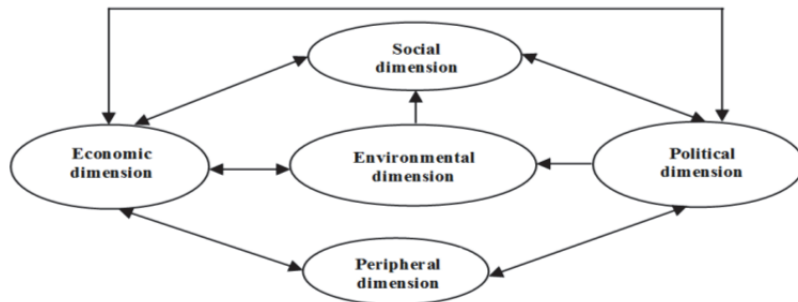 Social
dimension
Economic
dimension
Environmental
dimension
Political
dimension
Peripheral
dimension